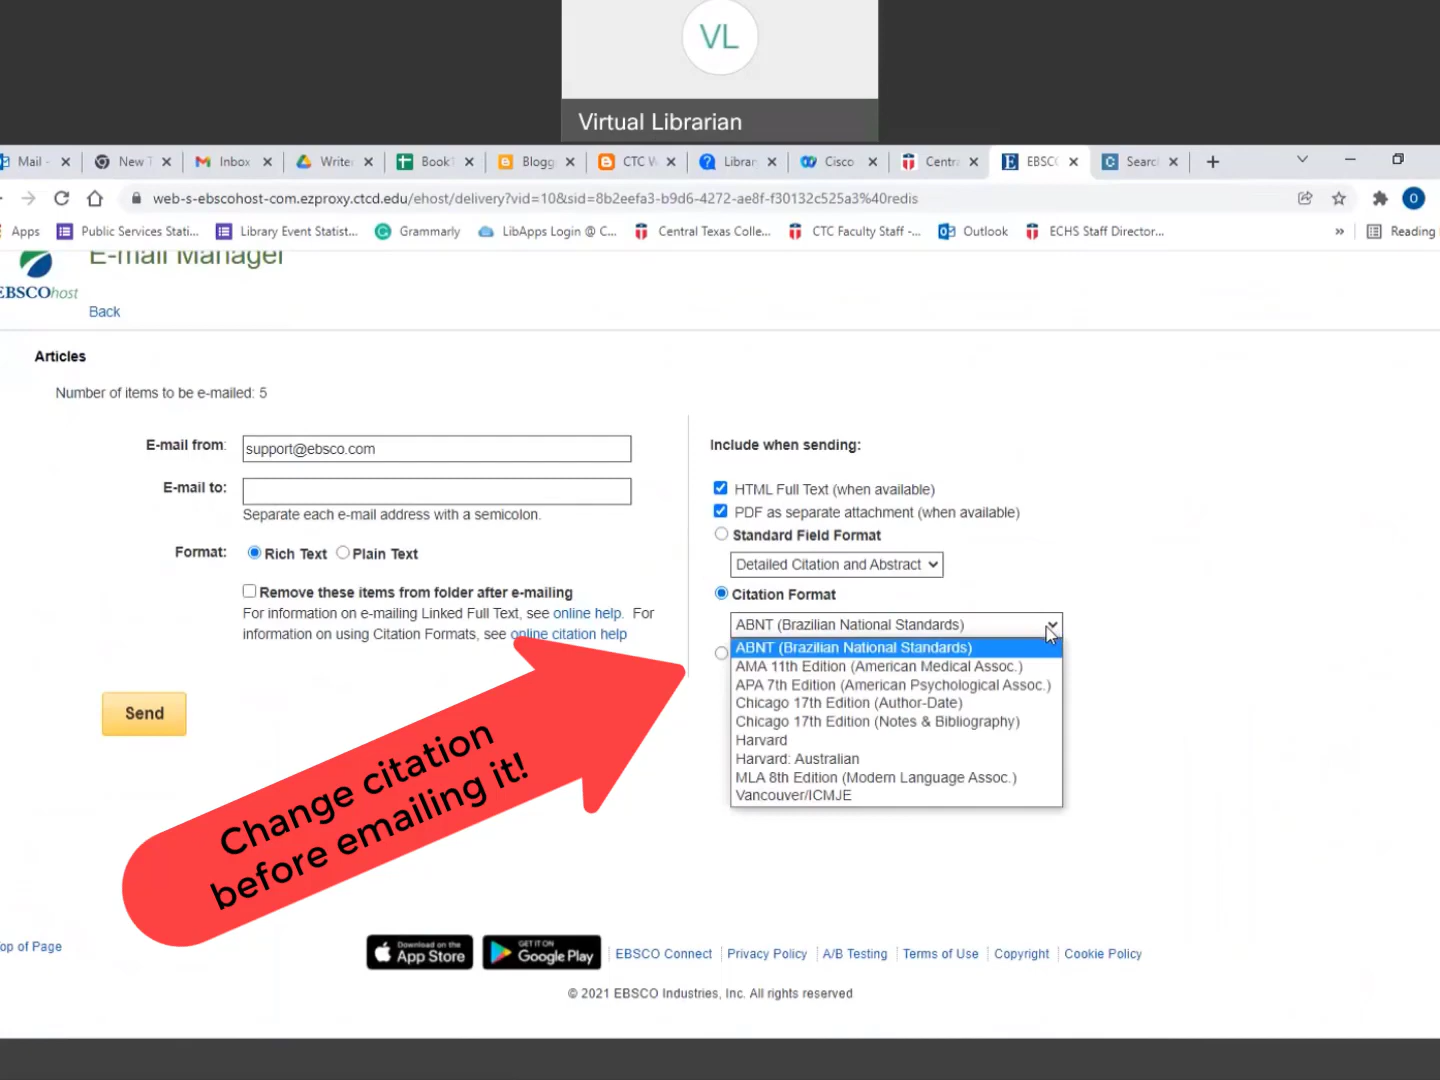 VL
Virtual Librarian
Mail -
New T
Inbox
Write
Book
Blogg
CTC W
Librar
Cisco
Centra
EBSC
Searc
web-s-ebscohost-com.ezproxy.ctcd.edu/ehost/delivery?vid=10&sid=8b2eefa3-b9d6-4272-ae8f-f30132c525a3%40redis
O
Apps
Public Services Stati...
Library Event Statist...
Grammarly
LibApps Login @ C...
Central Texas Colle...
CTC Faculty Staff -...
Outlook
ECHS Staff Director...
»
Reading
E-mail Manager
EBSCOhost
Back
Articles
Number of items to be e-mailed: 5
E-mail from:
support@ebsco.com
E-mail to:
Separate each e-mail address with a semicolon.
Format:
Rich Text
Plain Text
Remove these items from folder after e-mailing
For information on e-mailing Linked Full Text, see online help. For
information on using Citation Formats, see online citation help
Send
Include when sending:
HTML Full Text (when available)
PDF as separate attachment (when available)
Standard Field Format
Detailed Citation and Abstract
Citation Format
ABNT (Brazilian National Standards)
ABNT (Brazilian National Standards)
AMA 11th Edition (American Medical Assoc.)
APA 7th Edition (American Psychological Assoc.)
Chicago 17th Edition (Author-Date)
Chicago 17th Edition (Notes & Bibliography)
Harvard
Harvard: Australian
MLA 8th Edition (Modern Language Assoc.)
Vancouver/ICMJE
Change citation
before emailing it!
op of Page
Download on the
App Store
GET IT ON
Google Play
EBSCO Connect
Privacy Policy
A/B Testing
Terms of Use
Copyright
Cookie Policy
© 2021 EBSCO Industries, Inc. All rights reserved